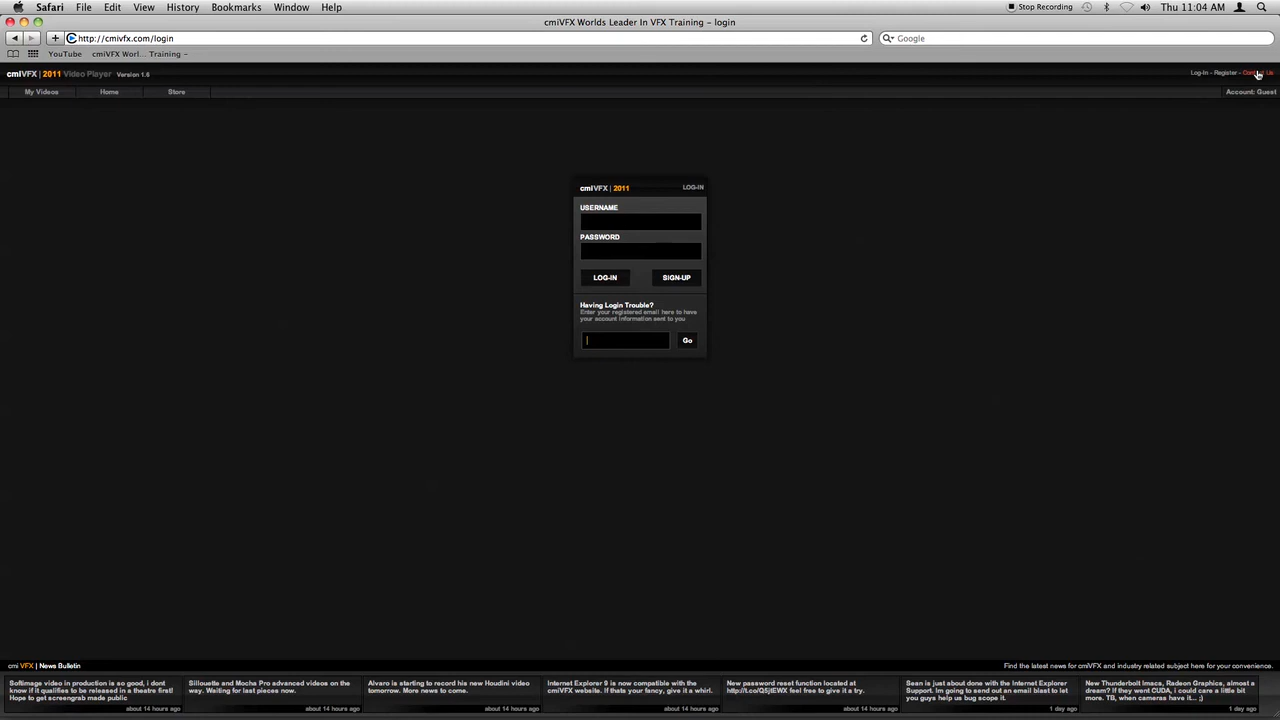 Safari File Edit View History Bookmarks Window Help Stop Recording Thu 11:04 AM
cmiVFX Worlds Leader In VFX Training – login
http://cmivfx.com/login Google
YouTube cmiVFX Worl... Training –
cmiVFX | 2011 Video Player Version 1.6 Log-In - Register - Contact Us
My Videos Home Store Account: Guest
cmiVFX | 2011 LOG-IN
USERNAME
PASSWORD
LOG-IN SIGN-UP
Having Login Trouble?
Enter your registered email here to have
your account information sent to you
Go
cmi VFX | News Bulletin Find the latest news for cmiVFX and industry related subject here for your convenience.
Softimage video in production is so good, i dont
know if it qualifies to be released in a theatre first!
Hope to get screengrab made public
about 14 hours ago
Sillouette and Mocha Pro advanced videos on the
way. Waiting for last pieces now.
about 14 hours ago
Alvaro is starting to record his new Houdini video
tomorrow. More news to come.
about 14 hours ago
Internet Explorer 9 is now compatible with the
cmiVFX website. If thats your fancy, give it a whirl.
about 14 hours ago
New password reset function located at
http://t.co/Q5jtEWX feel free to give it a try.
about 14 hours ago
Sean is just about done with the Internet Explorer
Support. Im going to send out an email blast to let
you guys help us bug scope it.
1 day ago
New Thunderbolt Imacs, Radeon Graphics, almost a
dream? If they went CUDA, i could care a little bit
more. TB, when cameras have it... ;)
1 day ago